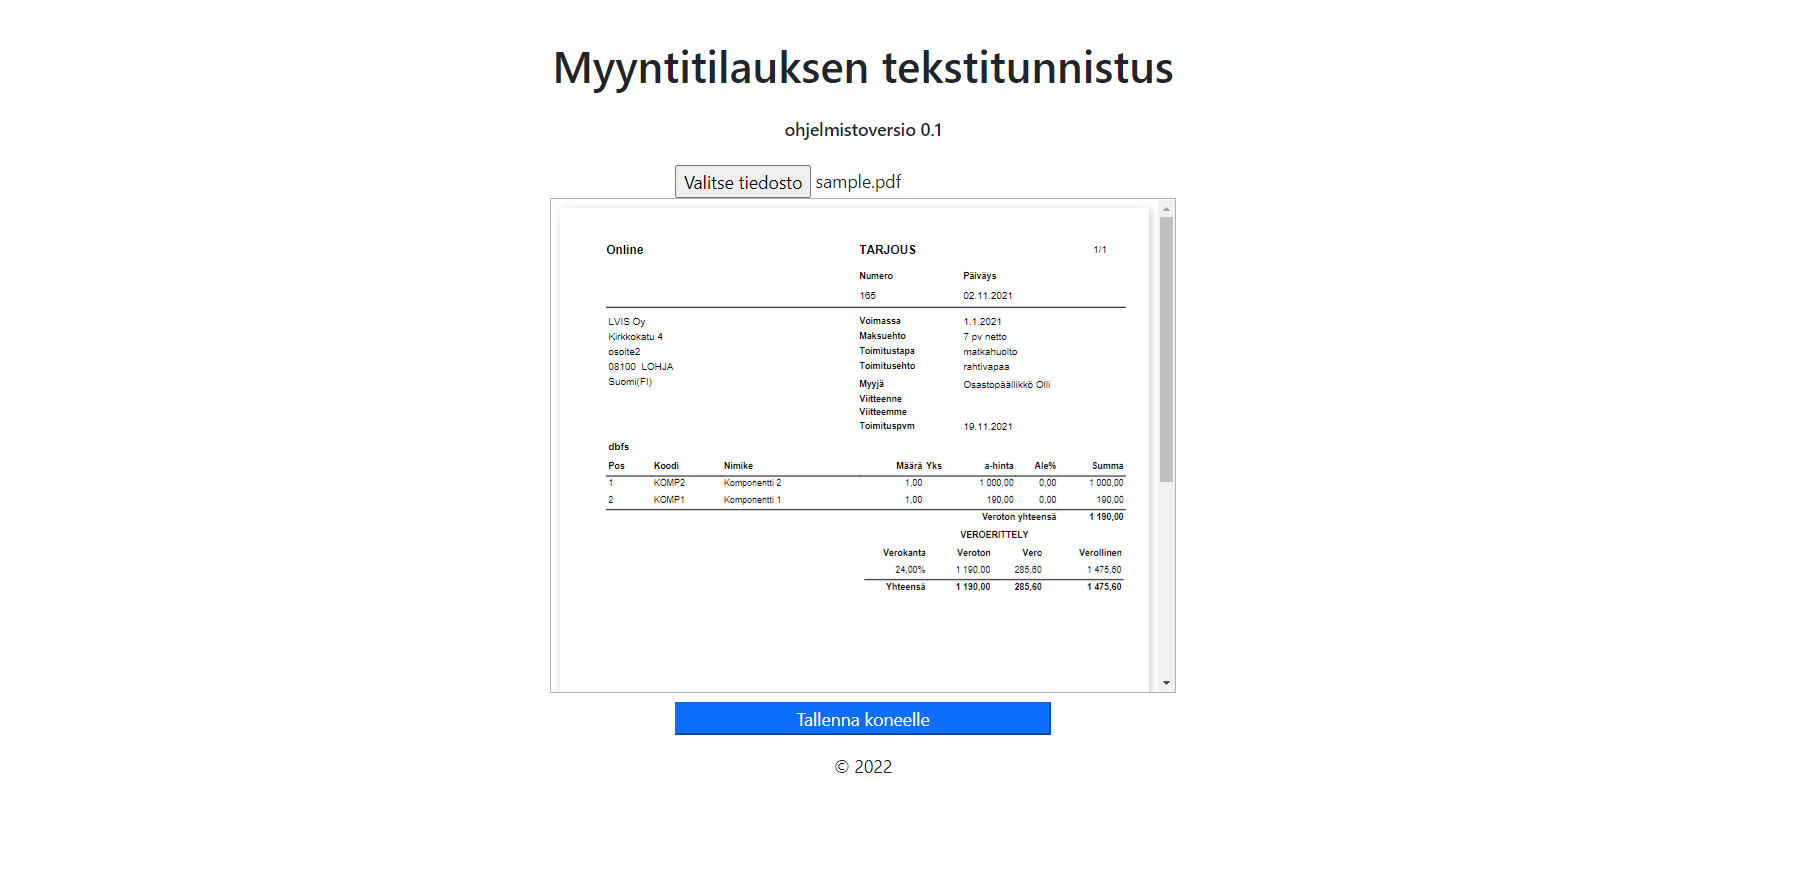 Myyntitilauksen tekstitunnistus
ohjelmistoversio 0.1
Valitse tiedosto sample.pdf
Online TARJOUS 1/1
Numero Päiväys
165 02.11.2021
LVIS Oy Voimassa 1.1.2021
Kirkkokatu 4 Maksuehto 7 pv netto
osoite2 Toimitustapa matkahuolto
08100 LOHJA Toimitusehto rahtivapaa
Suomi(FI) Myyjä Osastopäällikkö Olli
Viitteenne
Viitteemme
Toimituspvm 19.11.2021
dbfs
Pos Koodi Nimike Määrä Yks a-hinta Ale% Summa
1 KOMP2 Komponentti 2 1,00 1 000,00 0,00 1 000,00
2 KOMP1 Komponentti 1 1,00 190,00 0,00 190,00
Veroton yhteensä 1 190,00
VEROERITTELY
Verokanta Veroton Vero Verollinen
24,00% 1 190,00 285,60 1 475,60
Yhteensä 1 190,00 285,60 1 475,60
Tallenna koneelle
© 2022